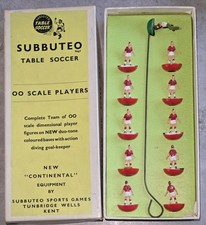 TABLE
SOCCER
SUBBUTEO
TABLE SOCCER
OO SCALE PLAYERS
Complete Team of OO
scale dimensional player
figures on NEW duo-tone
coloured bases with action
diving goal-keeper
NEW
"CONTINENTAL"
EQUIPMENT
BY
SUBBUTEO SPORTS GAMES
TUNBRIDGE WELLS
KENT